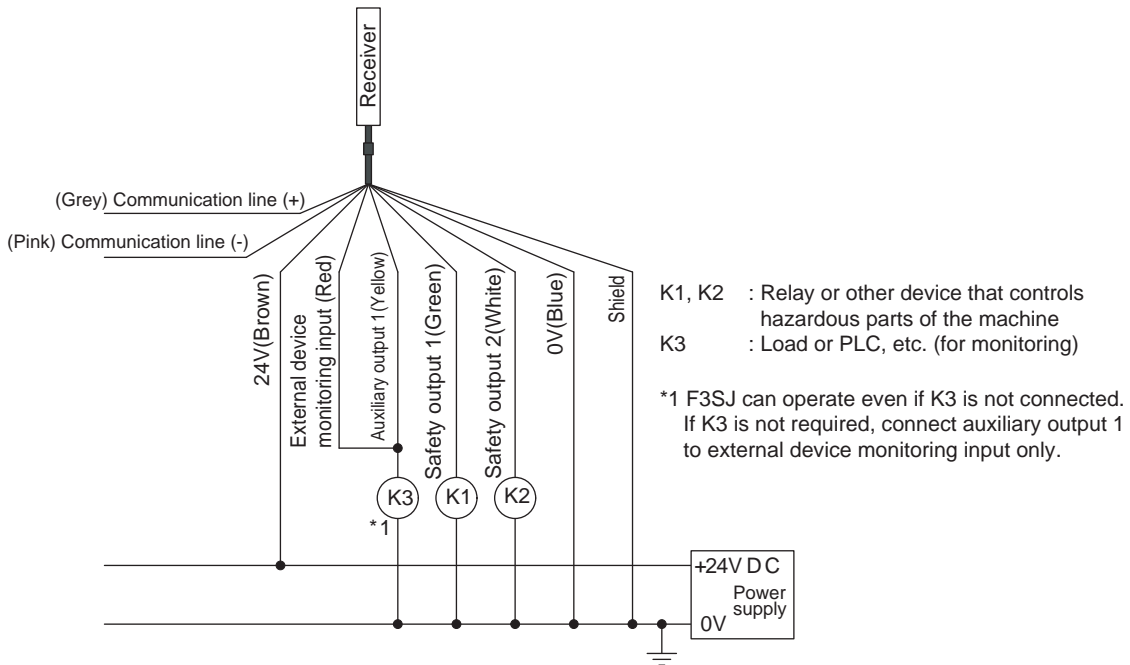 Receiver
(Grey) Communication line (+)
(Pink) Communication line (-)
24V(Brown)
External device
monitoring input (Red)
Auxiliary output 1(Yellow)
Safety output 1(Green)
Safety output 2(White)
0V(Blue)
Shield
K1, K2 : Relay or other device that controls
hazardous parts of the machine
K3 : Load or PLC, etc. (for monitoring)
*1 F3SJ can operate even if K3 is not connected.
If K3 is not required, connect auxiliary output 1
to external device monitoring input only.
K3
K1
K2
*1
+24V DC
Power
supply
0V